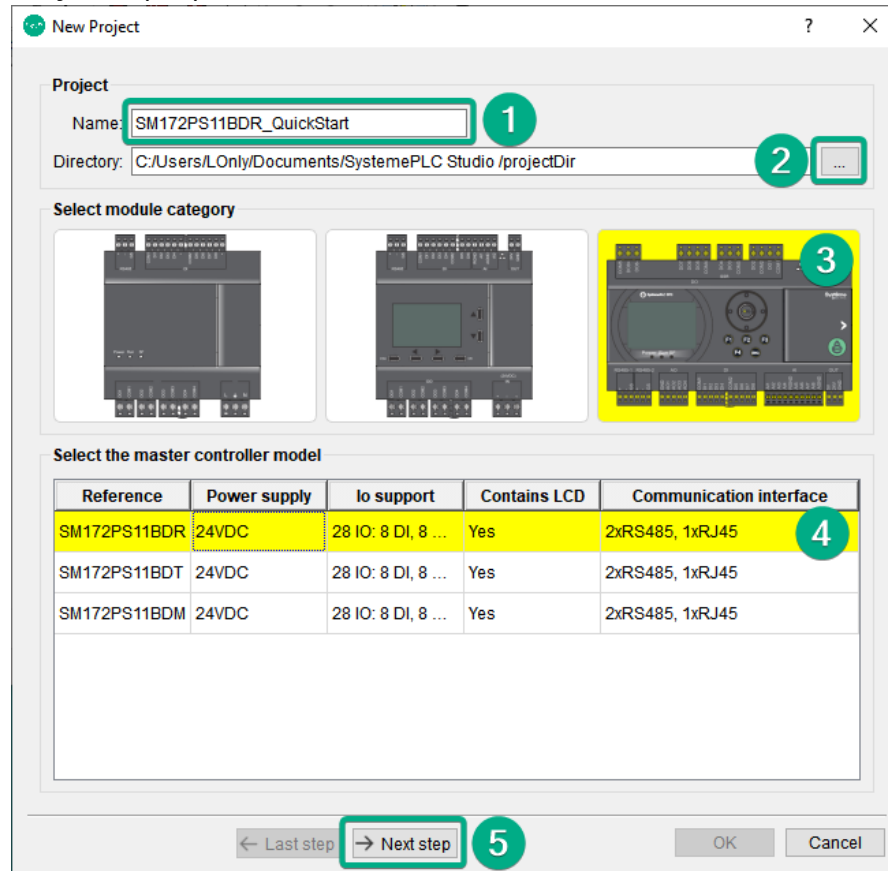 New Project
?
Project
Name: SM172PS11BDR_QuickStart
1
Directory: C:/Users/LOnly/Documents/SystemePLC Studio /projectDir
2
...
Select module category
3
Select the master controller model
Reference Power supply Io support Contains LCD Communication interface
SM172PS11BDR 24VDC 28 IO: 8 DI, 8 ... Yes 2xRS485, 1xRJ45
4
SM172PS11BDT 24VDC 28 IO: 8 DI, 8 ... Yes 2xRS485, 1xRJ45
SM172PS11BDM 24VDC 28 IO: 8 DI, 8 ... Yes 2xRS485, 1xRJ45
← Last step → Next step 5 OK Cancel